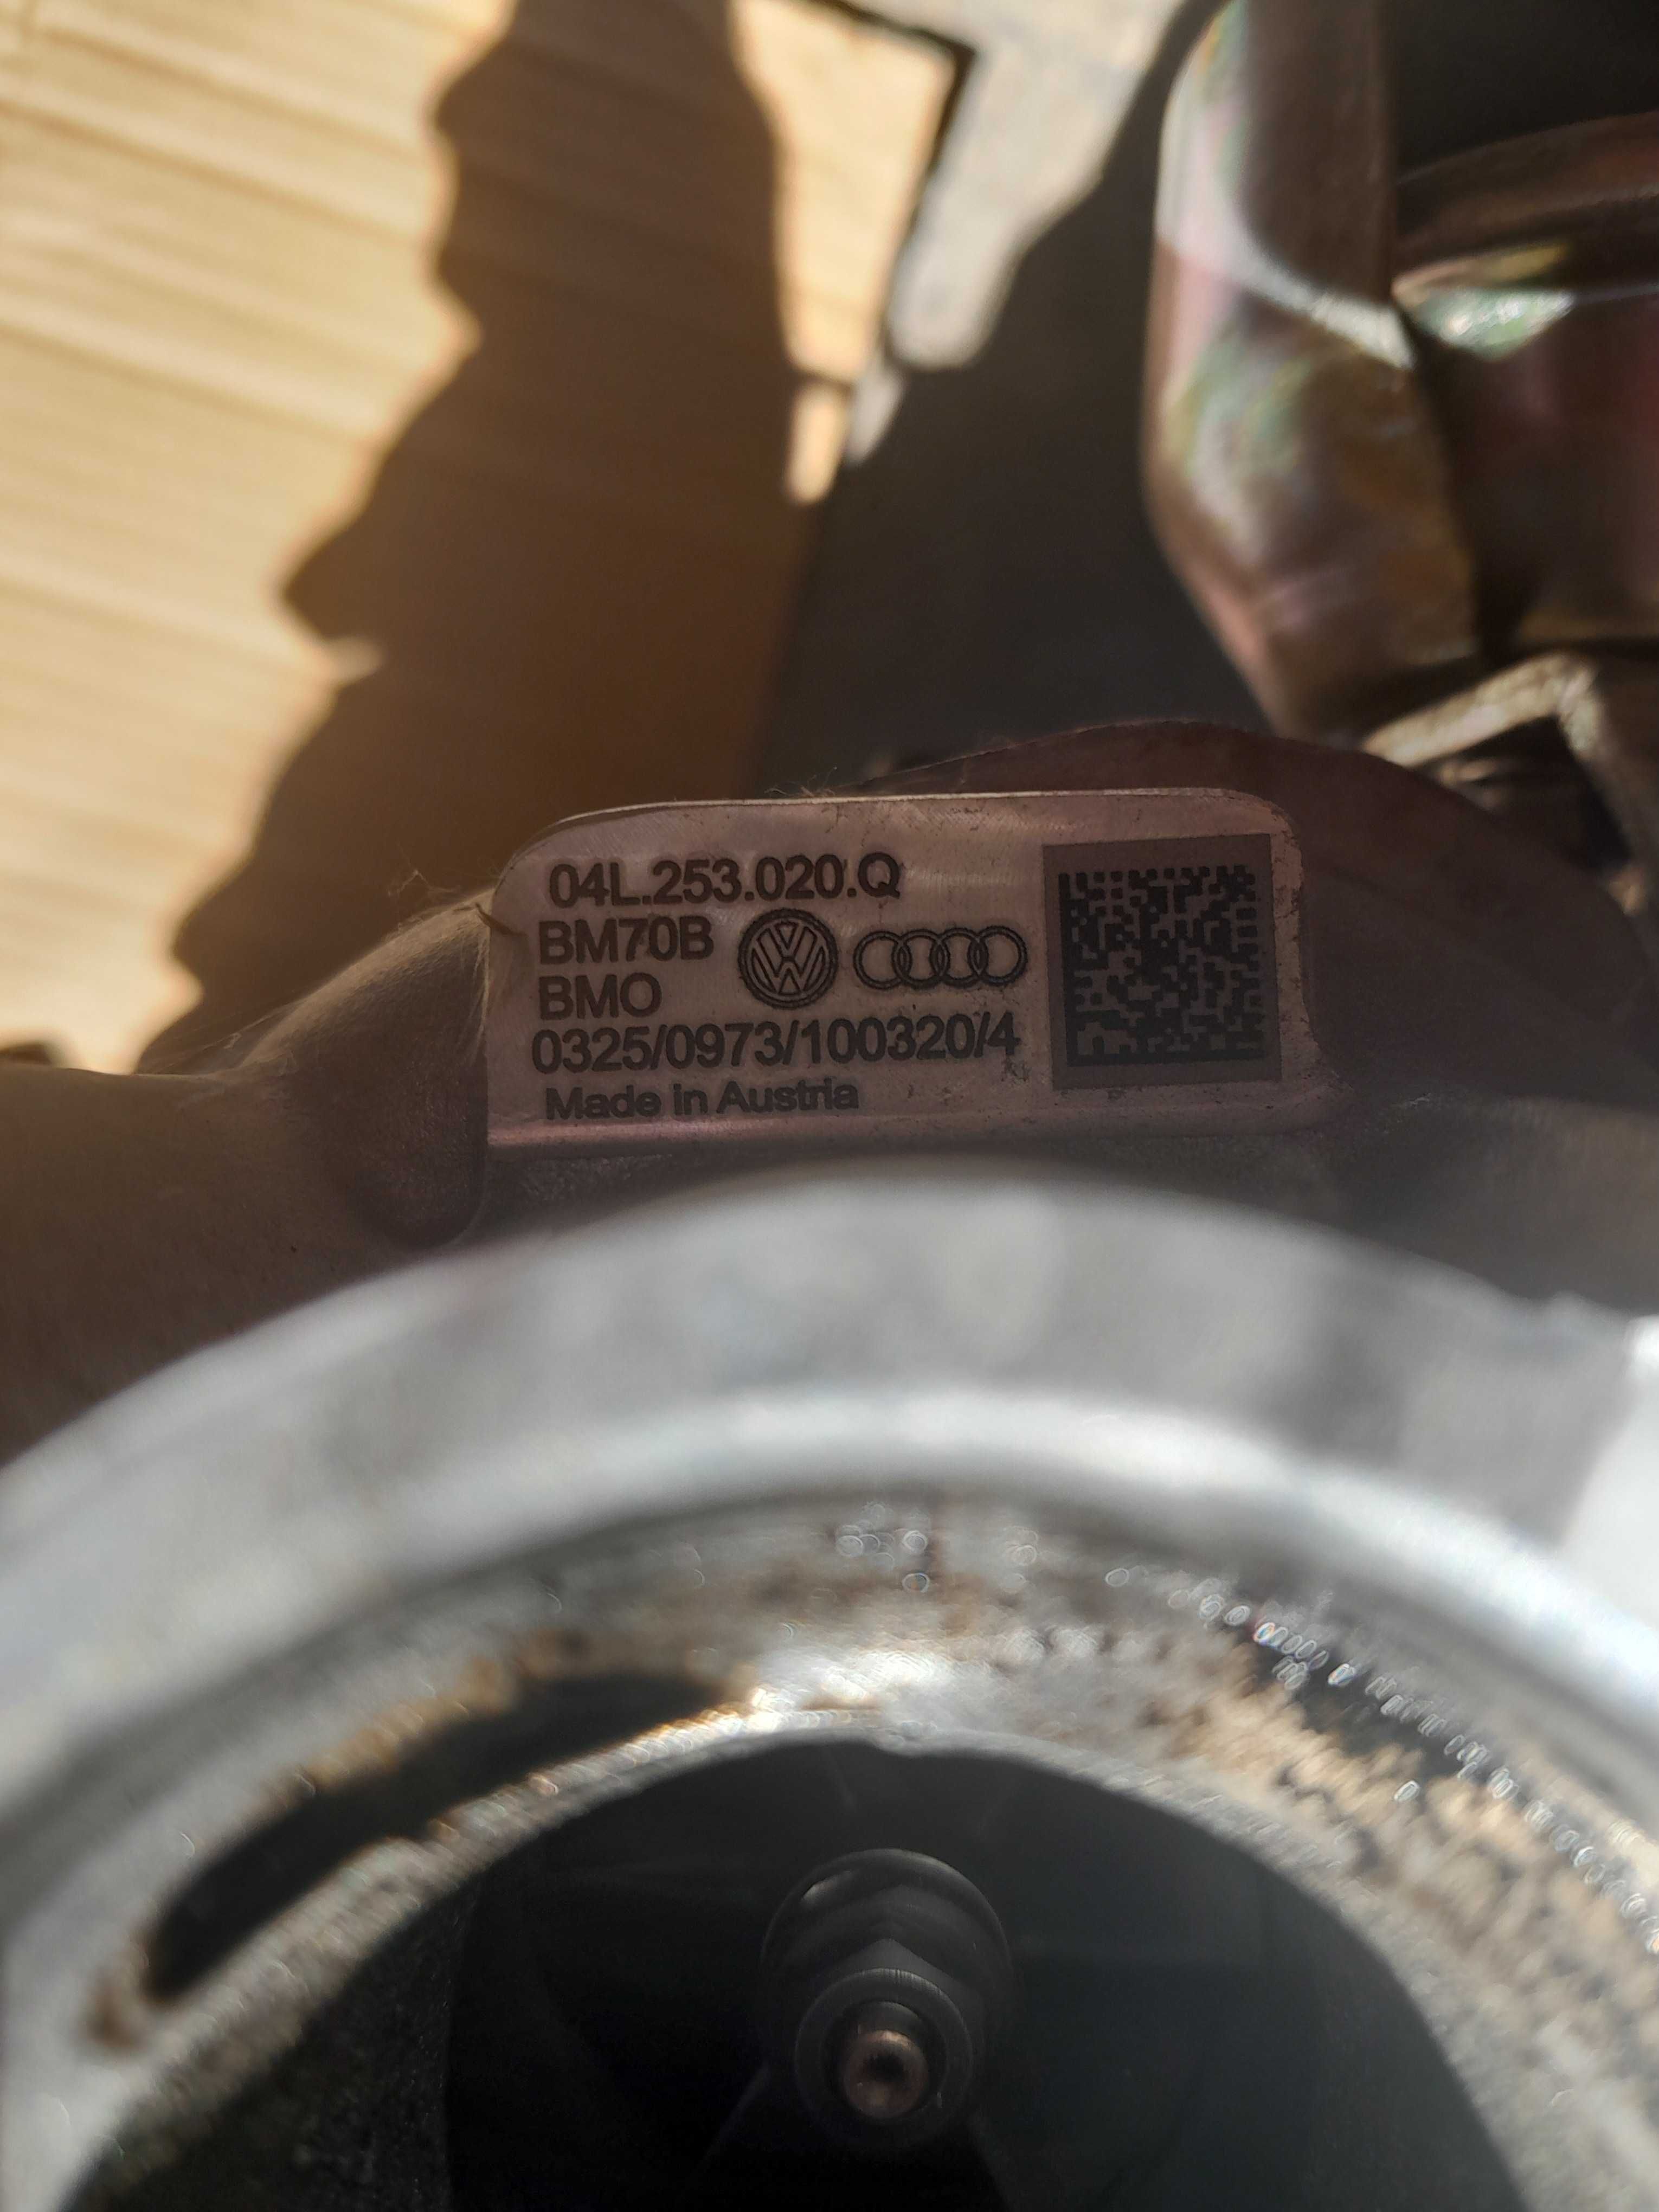 04L.253.020.Q
BM70B
BMO
0325/0973/100320/4
Made in Austria